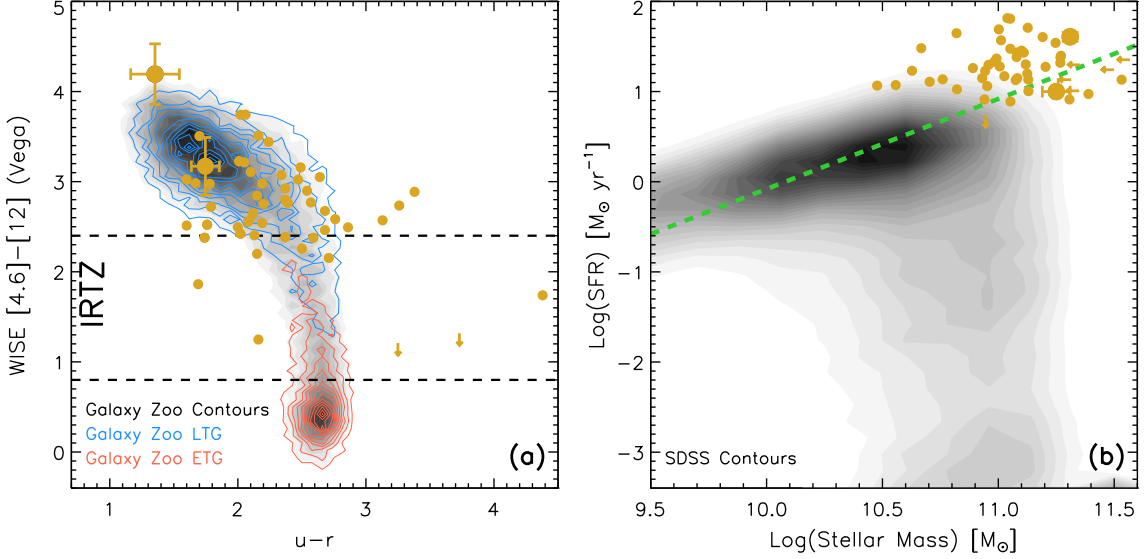 5
4
3
2
1
0
WISE [4.6]−[12] (Vega)
IRTZ
Galaxy Zoo Contours
Galaxy Zoo LTG
Galaxy Zoo ETG
(a)
1 2 3 4
u−r
2
1
0
−1
−2
−3
Log(SFR) [M⊙ yr⁻¹]
SDSS Contours
(b)
9.5 10.0 10.5 11.0 11.5
Log(Stellar Mass) [M⊙]